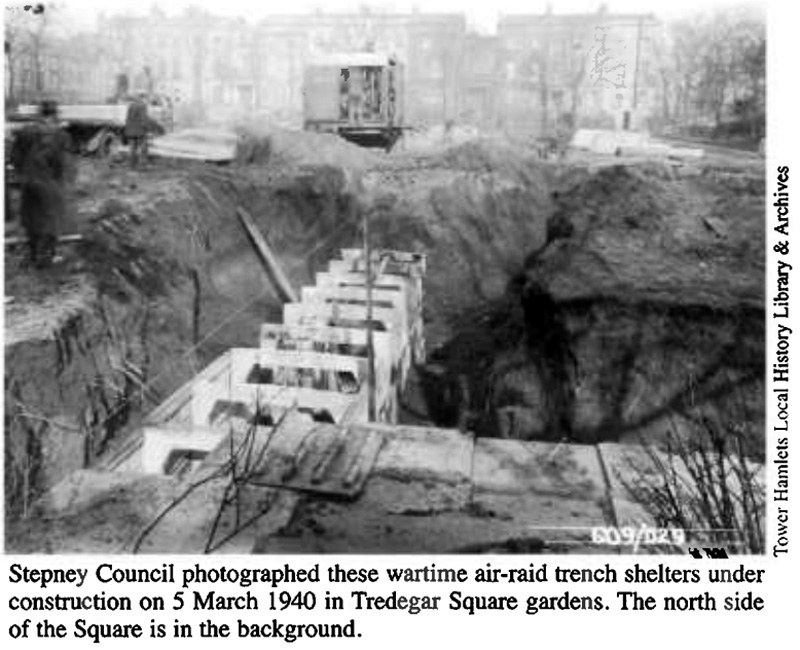 Tower Hamlets Local History Library & Archives
609/029
Stepney Council photographed these wartime air-raid trench shelters under
construction on 5 March 1940 in Tredegar Square gardens. The north side
of the Square is in the background.